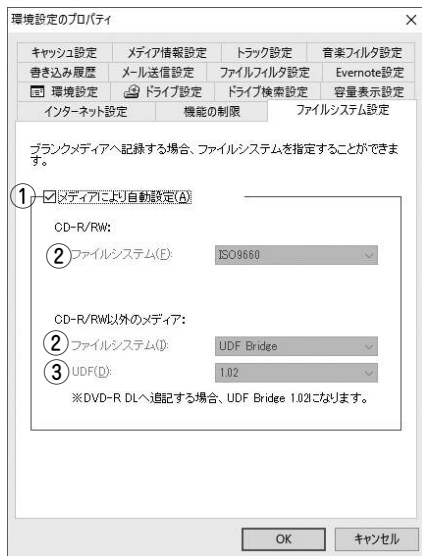 環境設定のプロパティ
キャッシュ設定 メディア情報設定 トラック設定 音楽フィルタ設定
書き込み履歴 メール送信設定 ファイルフィルタ設定 Evernote設定
環境設定 ドライブ設定 ドライブ検索設定 容量表示設定
インターネット設定 機能の制限 ファイルシステム設定
ブランクメディアへ記録する場合、ファイルシステムを指定することができま
す。
① メディアにより自動設定(A)
CD-R/RW:
② ファイルシステム(F): ISO9660
CD-R/RW以外のメディア:
② ファイルシステム(I): UDF Bridge
③ UDF(D): 1.02
※DVD-R DLへ追記する場合、UDF Bridge 1.02になります。
OK キャンセル